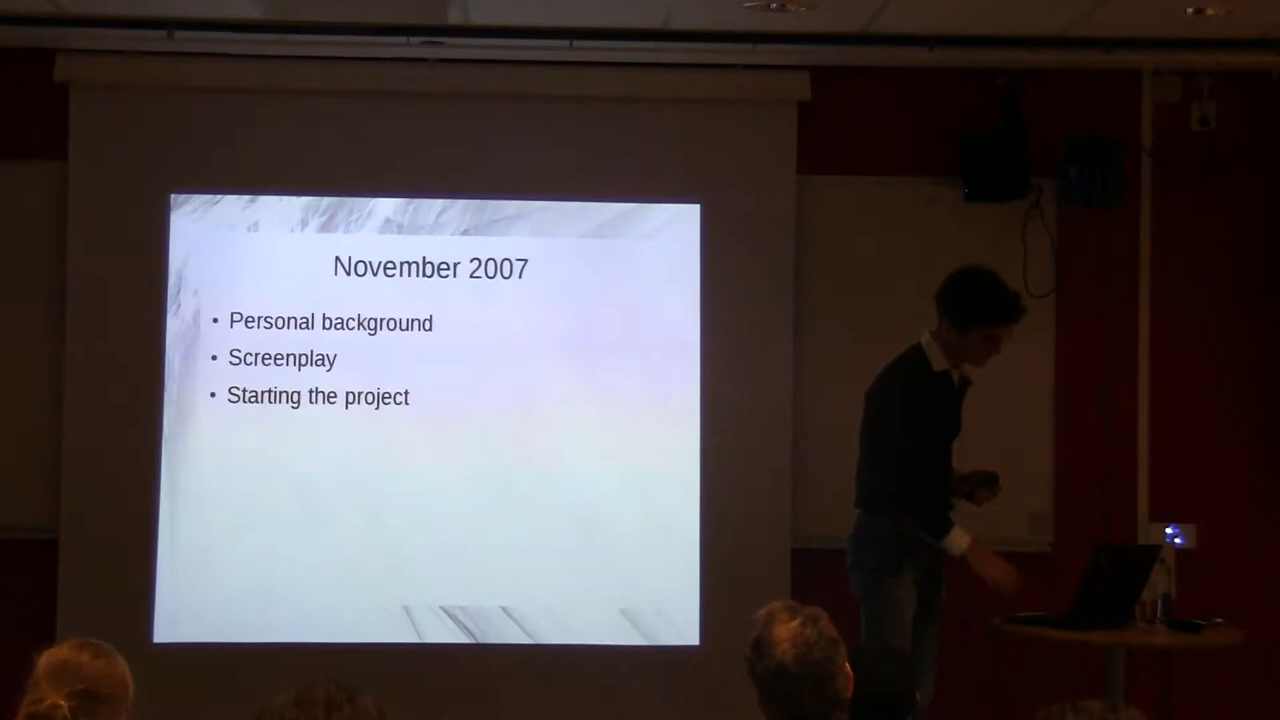 November 2007
• Personal background
• Screenplay
• Starting the project